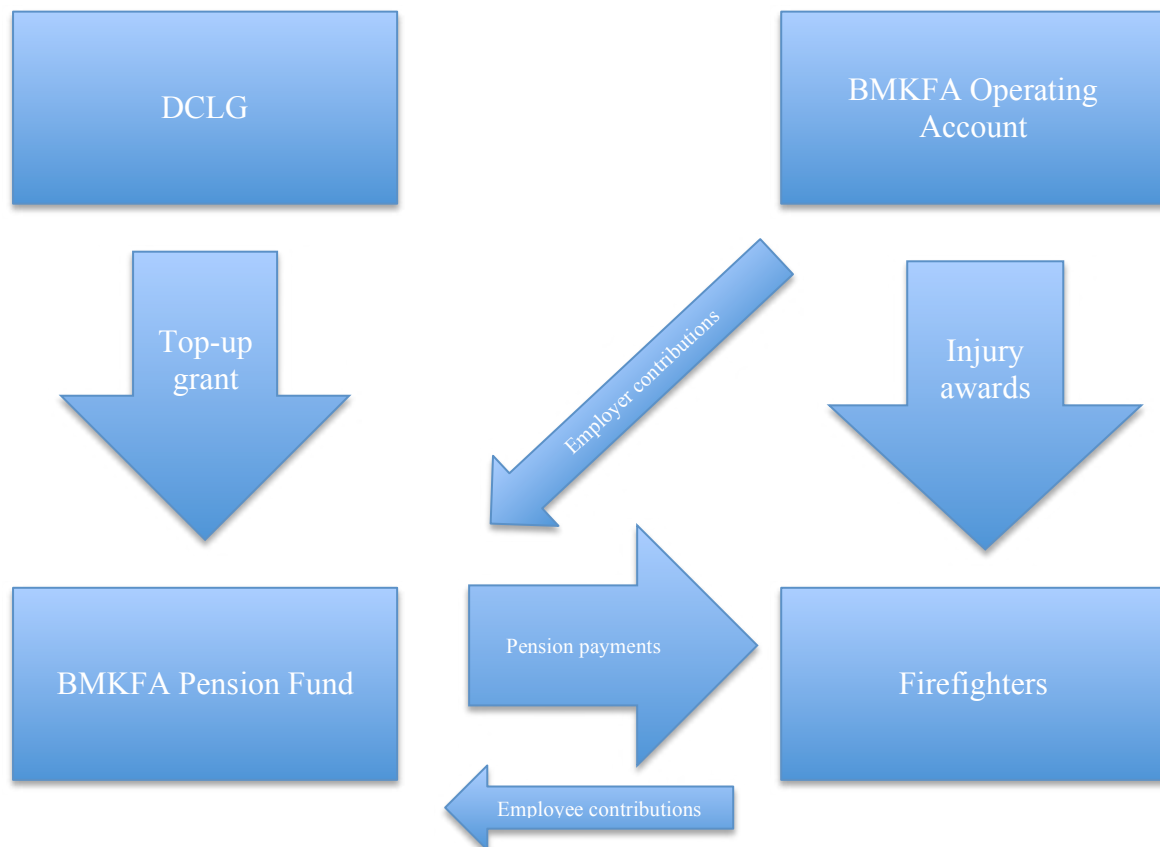 DCLG
BMKFA Operating
Account
Top-up
grant
Employer contributions
Injury
awards
BMKFA Pension Fund
Pension payments
Firefighters
Employee contributions